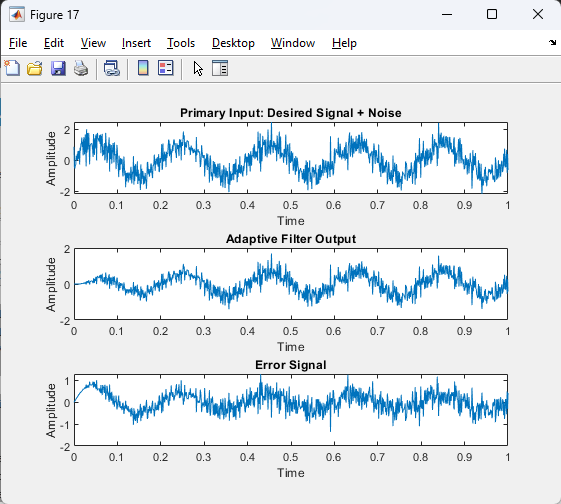 Figure 17
File Edit View Insert Tools Desktop Window Help
Primary Input: Desired Signal + Noise
2
0
-2
Amplitude
0 0.1 0.2 0.3 0.4 0.5 0.6 0.7 0.8 0.9 1
Time
Adaptive Filter Output
2
0
-2
Amplitude
0 0.1 0.2 0.3 0.4 0.5 0.6 0.7 0.8 0.9 1
Time
Error Signal
1
0
-1
-2
Amplitude
0 0.1 0.2 0.3 0.4 0.5 0.6 0.7 0.8 0.9 1
Time